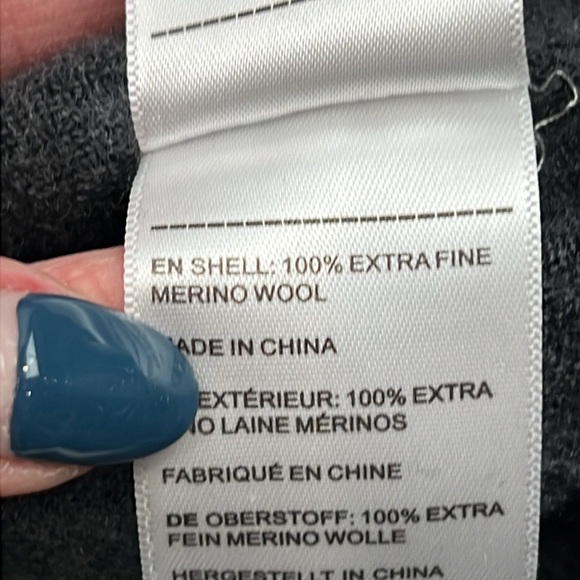 EN SHELL: 100% EXTRA FINE
MERINO WOOL
MADE IN CHINA
EXTÉRIEUR: 100% EXTRA
LAINE MÉRINOS
FABRIQUÉ EN CHINE
DE OBERSTOFF: 100% EXTRA
FEIN MERINO WOLLE
HERGESTELLT IN CHINA